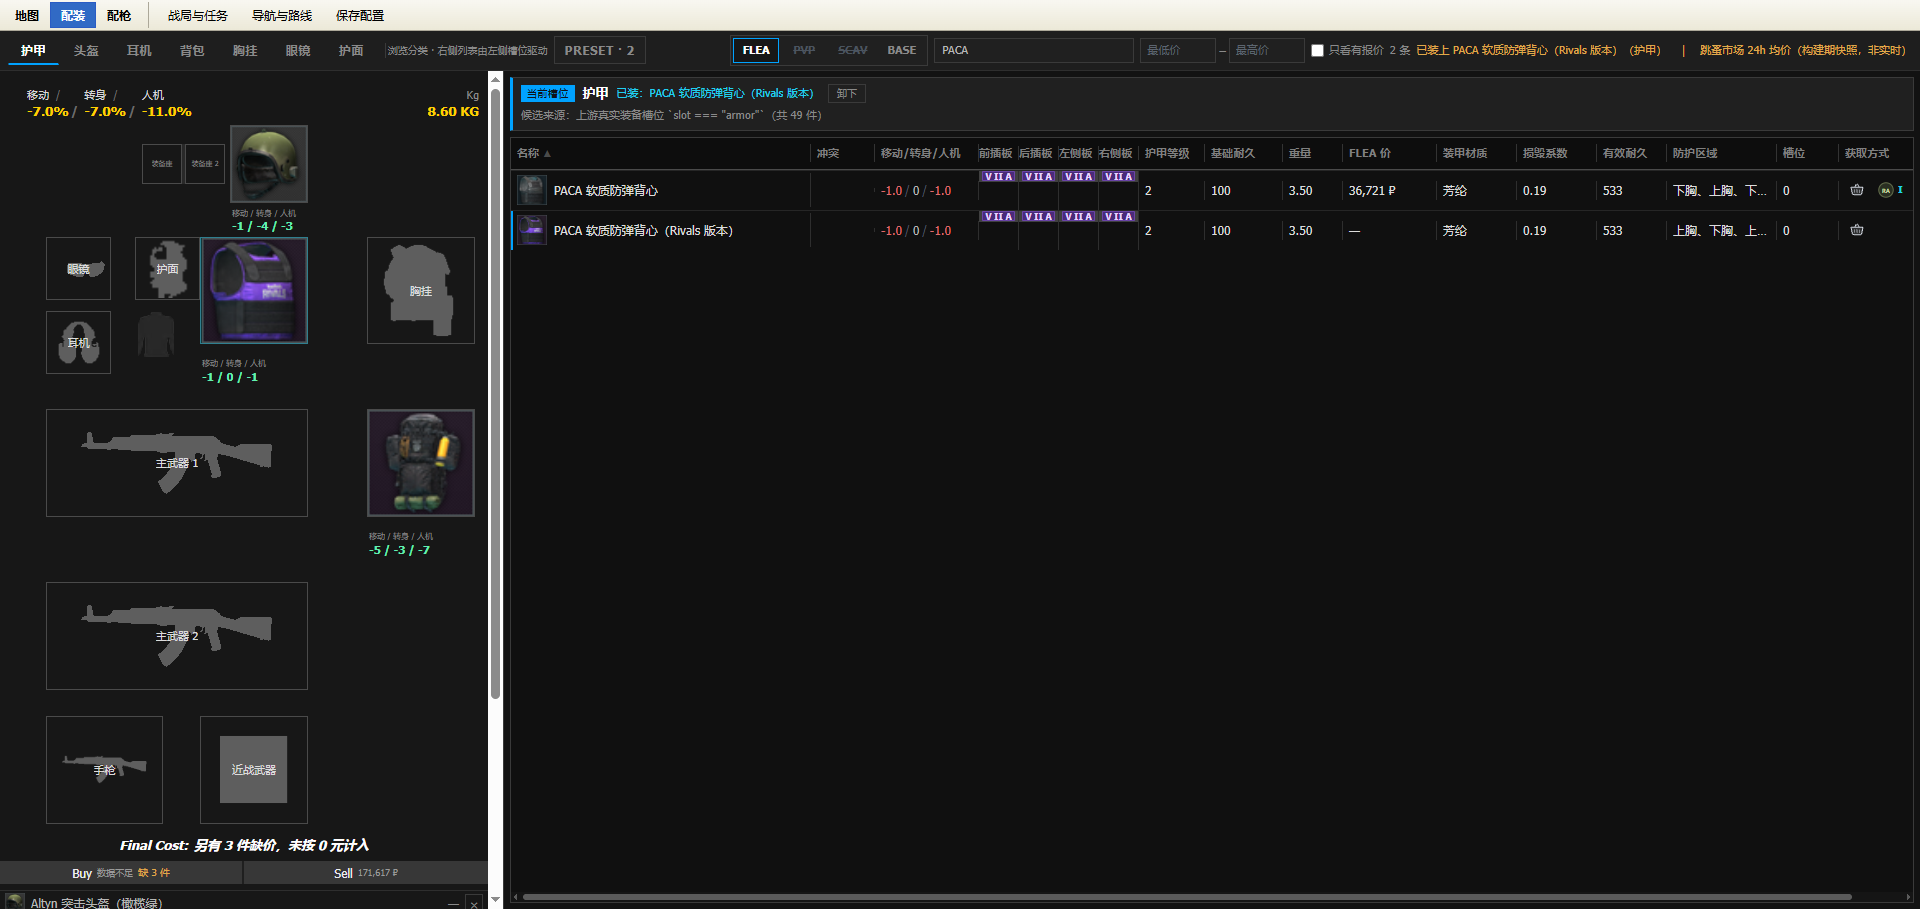 地图 配装 配枪 战局与任务 导航与路线 保存配置
护甲 头盔 耳机 背包 胸挂 眼镜 护面 浏览分类 · 右侧列表由左侧槽位驱动 PRESET · 2 FLEA PVP SCAV BASE PACA 最低价 – 最高价 只看有报价 2 条 已装上 PACA 软质防弹背心（Rivals 版本）（护甲） | 跳蚤市场 24h 均价（构建期快照，非实时）
移动 / 转身 / 人机 Kg
-7.0% / -7.0% / -11.0% 8.60 KG
装备座 装备座 2
移动 / 转身 / 人机
-1 / -4 / -3
眼镜 护面 胸挂
RIVALS
耳机
移动 / 转身 / 人机
-1 / 0 / -1
主武器 1
移动 / 转身 / 人机
-5 / -3 / -7
主武器 2
手枪 近战武器
Final Cost: 另有 3 件缺价，未按 0 元计入
Buy 数据不足 缺 3 件 Sell 171,617 ₽
Altyn 突击头盔（橄榄绿） — ×
当前槽位 护甲 已装：PACA 软质防弹背心（Rivals 版本） 卸下
候选来源：上游真实装备槽位 `slot === "armor"`（共 49 件）
名称 ▲ 冲突 移动/转身/人机 前插板 后插板 左侧板 右侧板 护甲等级 基础耐久 重量 FLEA 价 装甲材质 损毁系数 有效耐久 防护区域 槽位 获取方式
PACA 软质防弹背心 -1.0 / 0 / -1.0 VIIA VIIA VIIA VIIA 2 100 3.50 36,721 ₽ 芳纶 0.19 533 下胸、上胸、下... 0 RA I
PACA 软质防弹背心（Rivals 版本） -1.0 / 0 / -1.0 VIIA VIIA VIIA VIIA 2 100 3.50 — 芳纶 0.19 533 上胸、下胸、上... 0